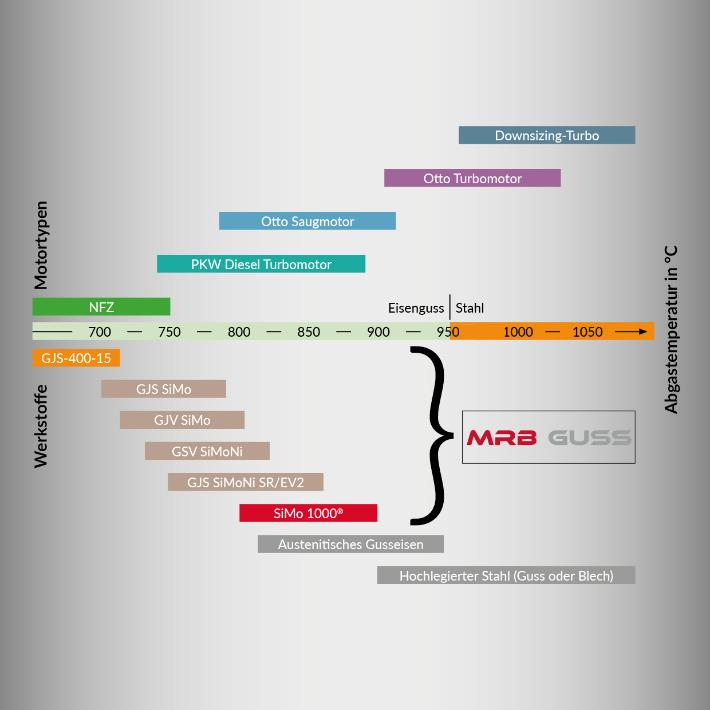 Downsizing-Turbo
Otto Turbomotor
Otto Saugmotor
PKW Diesel Turbomotor
NFZ
Motortypen
Eisenguss
Stahl
700 750 800 850 900 950 1000 1050
Abgastemperatur in °C
Werkstoffe
GJS-400-15
GJS SiMo
GJV SiMo
GSV SiMoNi
GJS SiMoNi SR/EV2
SiMo 1000®
MRB GUSS
Austenitisches Gusseisen
Hochlegierter Stahl (Guss oder Blech)